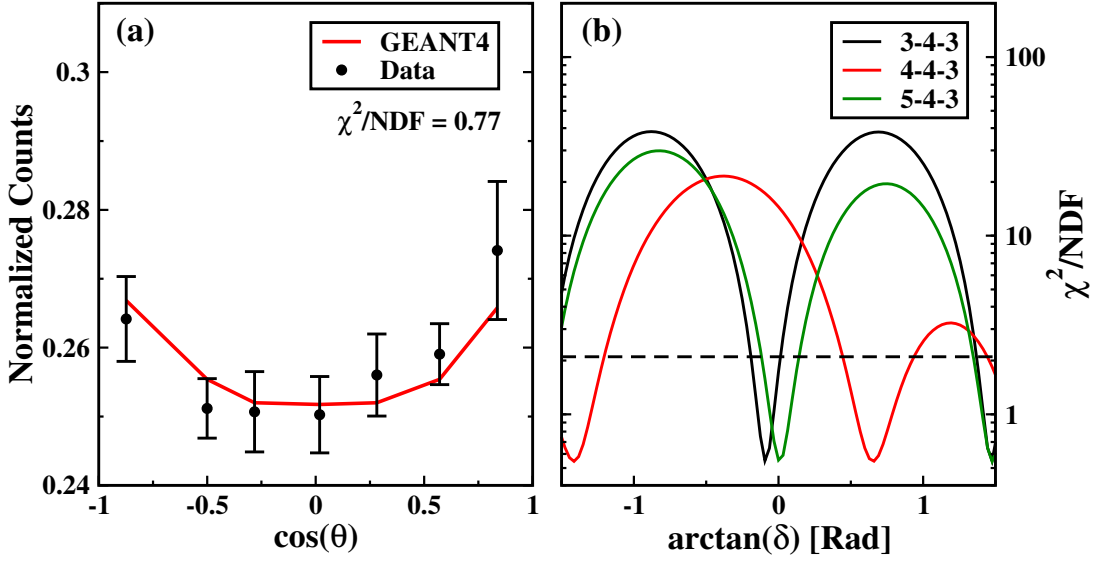 (a)
GEANT4
Data
χ²/NDF = 0.77
0.3
0.28
0.26
0.24
Normalized Counts
-1
-0.5
0
0.5
1
cos(θ)
(b)
3-4-3
4-4-3
5-4-3
100
10
1
χ²/NDF
-1
0
1
arctan(δ) [Rad]